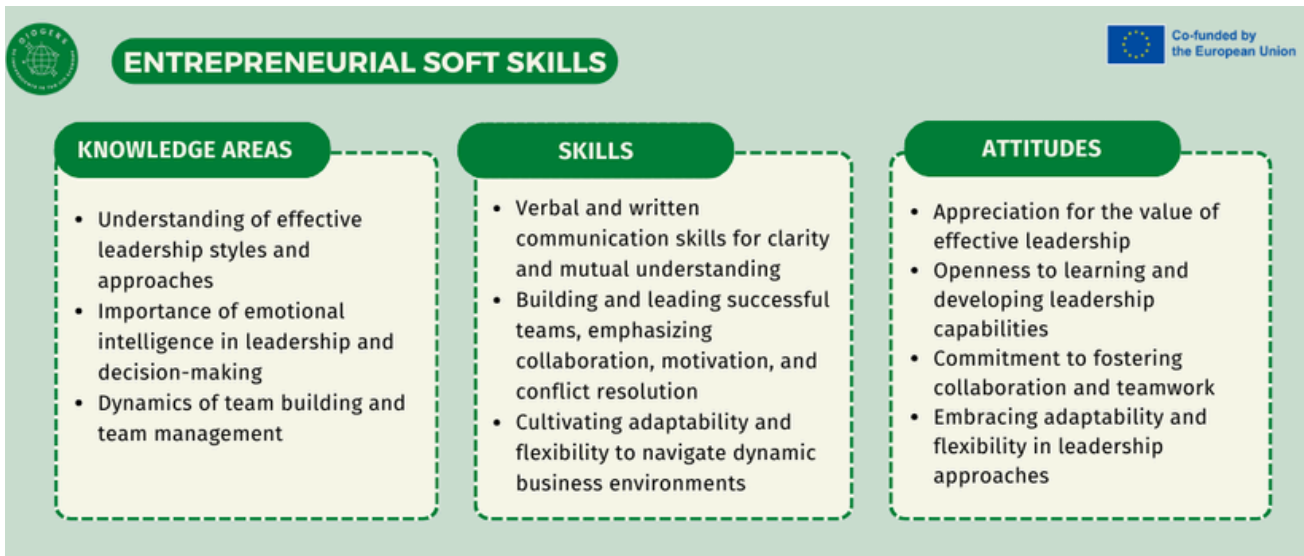 DIOGENES
ENTREPRENEURIAL SOFT SKILLS
Co-funded by
the European Union
KNOWLEDGE AREAS
• Understanding of effective
leadership styles and
approaches
• Importance of emotional
intelligence in leadership and
decision-making
• Dynamics of team building and
team management
SKILLS
• Verbal and written
communication skills for clarity
and mutual understanding
• Building and leading successful
teams, emphasizing
collaboration, motivation, and
conflict resolution
• Cultivating adaptability and
flexibility to navigate dynamic
business environments
ATTITUDES
• Appreciation for the value of
effective leadership
• Openness to learning and
developing leadership
capabilities
• Commitment to fostering
collaboration and teamwork
• Embracing adaptability and
flexibility in leadership
approaches